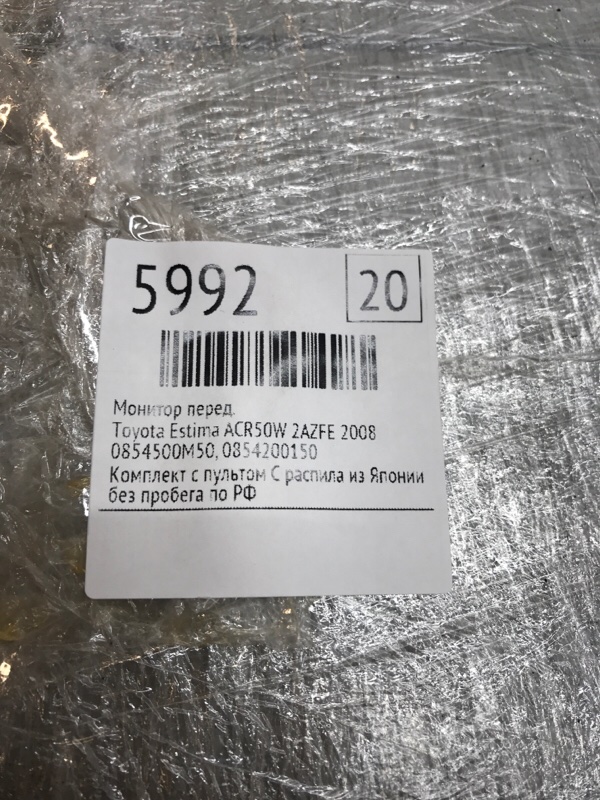 5992 20
Монитор перед.
Toyota Estima ACR50W 2AZFE 2008
0854500M50, 0854200150
Комплект с пультом С распила из Японии
без пробега по РФ